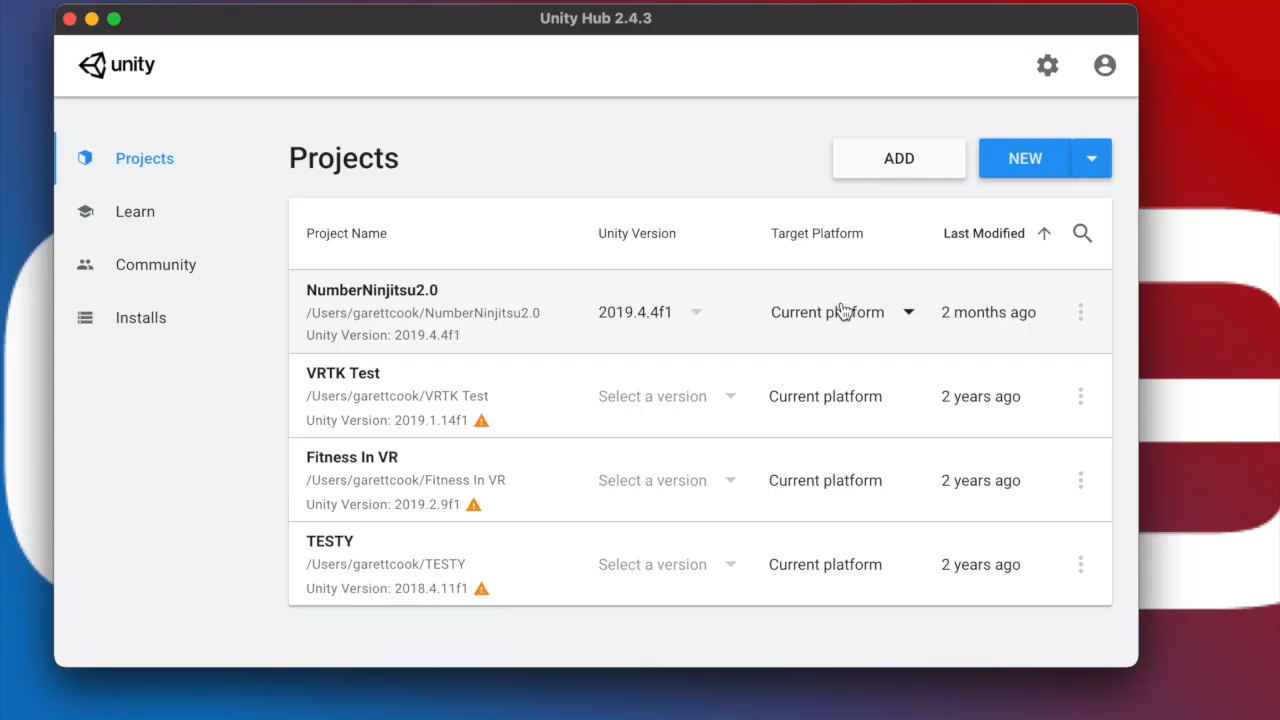 Unity Hub 2.4.3
unity
Projects
Learn
Community
Installs
Projects
ADD
NEW
Project Name Unity Version Target Platform Last Modified
NumberNinjitsu2.0
/Users/garettcook/NumberNinjitsu2.0 2019.4.4f1 Current platform 2 months ago
Unity Version: 2019.4.4f1
VRTK Test
/Users/garettcook/VRTK Test Select a version Current platform 2 years ago
Unity Version: 2019.1.14f1
Fitness In VR
/Users/garettcook/Fitness In VR Select a version Current platform 2 years ago
Unity Version: 2019.2.9f1
TESTY
/Users/garettcook/TESTY Select a version Current platform 2 years ago
Unity Version: 2018.4.11f1